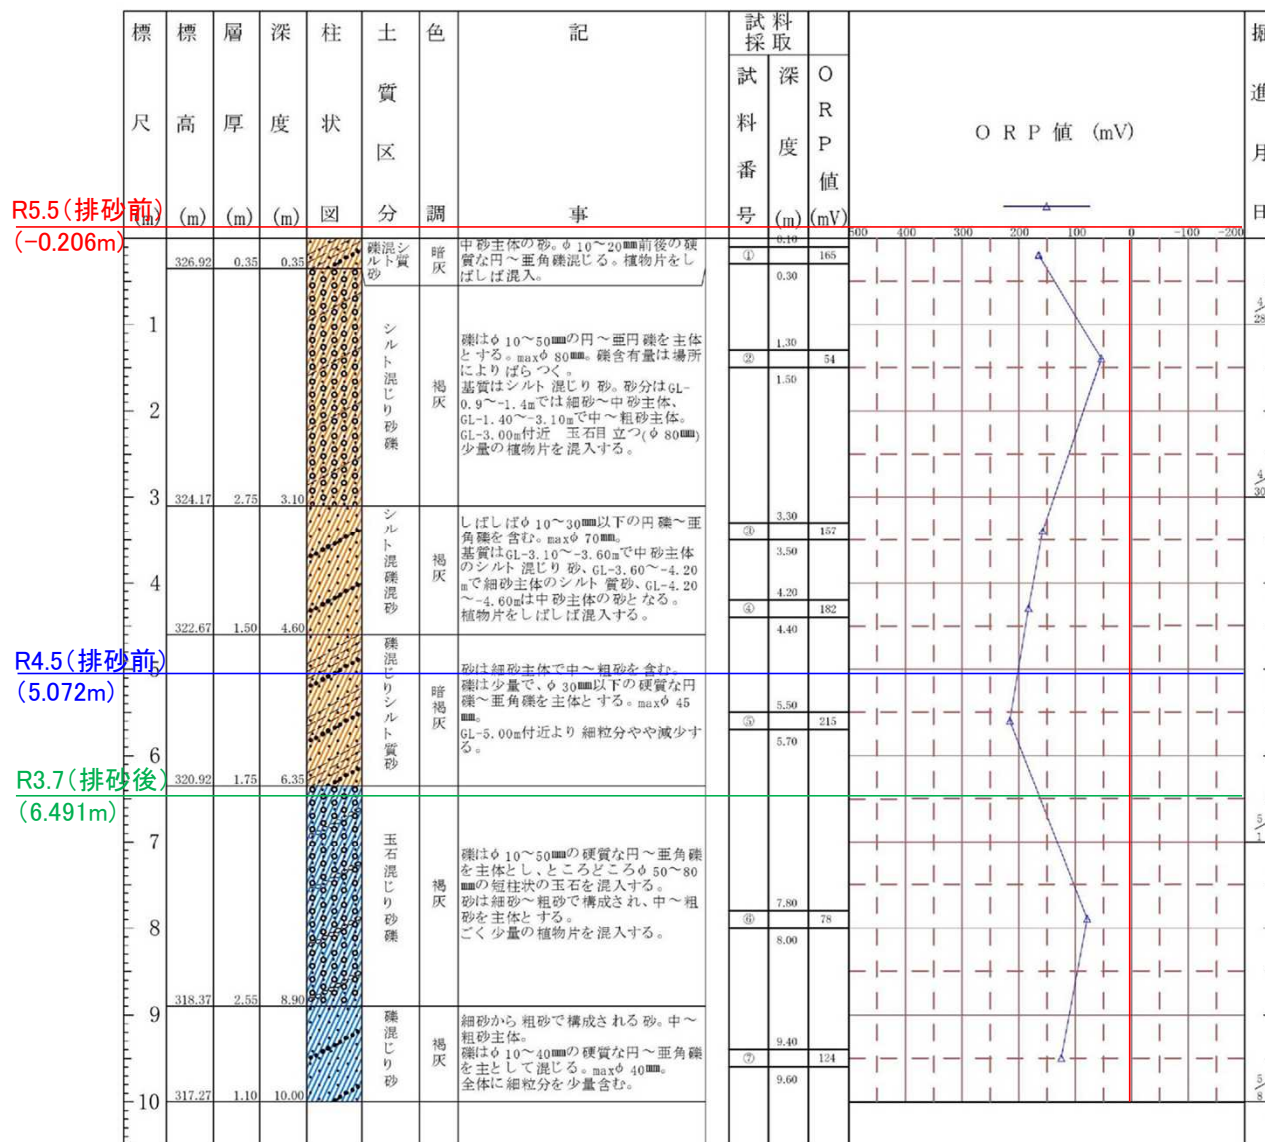 標尺(m)
標高(m)
層厚(m)
深度(m)
柱状図
土質区分
色調
記事
試料採取
試料番号
深度(m)
ORP値(mV)
ORP値 (mV)
掘進月日
R5.5(排砂前)
(-0.206m)
500 400 300 200 100 0 -100 -200
326.92 0.35 0.35
礫混シルト質砂
暗灰
中砂主体の砂。φ10～20㎜前後の硬
質な円～亜角礫混じる。植物片をし
ばしば混入。
0.10
① 165
0.30
4/28
1
2
3
324.17 2.75 3.10
シルト混じり砂礫
褐灰
礫はφ10～50㎜の円～亜円礫を主体
とする。maxφ80㎜。礫含有量は場所
によりばらつく。
基質はシルト混じり砂。砂分はGL-
0.9～-1.4mでは細砂～中砂主体、
GL-1.40～-3.10mで中～粗砂主体。
GL-3.00m付近 玉石目立つ(φ80㎜)
少量の植物片を混入する。
1.30
② 54
1.50
4/30
4
322.67 1.50 4.60
シルト混礫混砂
褐灰
しばしばφ10～30㎜以下の円礫～亜
角礫を含む。maxφ70㎜。
基質はGL-3.10～-3.60mで中砂主体
のシルト混じり砂、GL-3.60～-4.20
mで細砂主体のシルト質砂、GL-4.20
～-4.60mは中砂主体の砂となる。
植物片をしばしば混入する。
3.30
③ 157
3.50
4.20
④ 182
4.40
R4.5(排砂前)
(5.072m)
5
6
320.92 1.75 6.35
礫混じりシルト質砂
暗褐灰
砂は細砂主体で中～粗砂を含む。
礫は少量で、φ30㎜以下の硬質な円
礫～亜角礫を主体とする。maxφ45
㎜。
GL-5.00m付近より細粒分やや減少す
る。
5.50
⑤ 215
5.70
R3.7(排砂後)
(6.491m)
5/1
7
8
318.37 2.55 8.90
玉石混じり砂礫
褐灰
礫はφ10～50㎜の硬質な円～亜角礫
を主体とし、ところどころφ50～80
㎜の短柱状の玉石を混入する。
砂は細砂～粗砂で構成され、中～粗
砂を主体とする。
ごく少量の植物片を混入する。
7.80
⑥ 78
8.00
9
10
317.27 1.10 10.00
礫混じり砂
褐灰
細砂から粗砂で構成される砂。中～
粗砂主体。
礫はφ10～40㎜の硬質な円～亜角礫
を主として混じる。maxφ40㎜。
全体に細粒分を少量含む。
9.40
⑦ 124
9.60
5/8